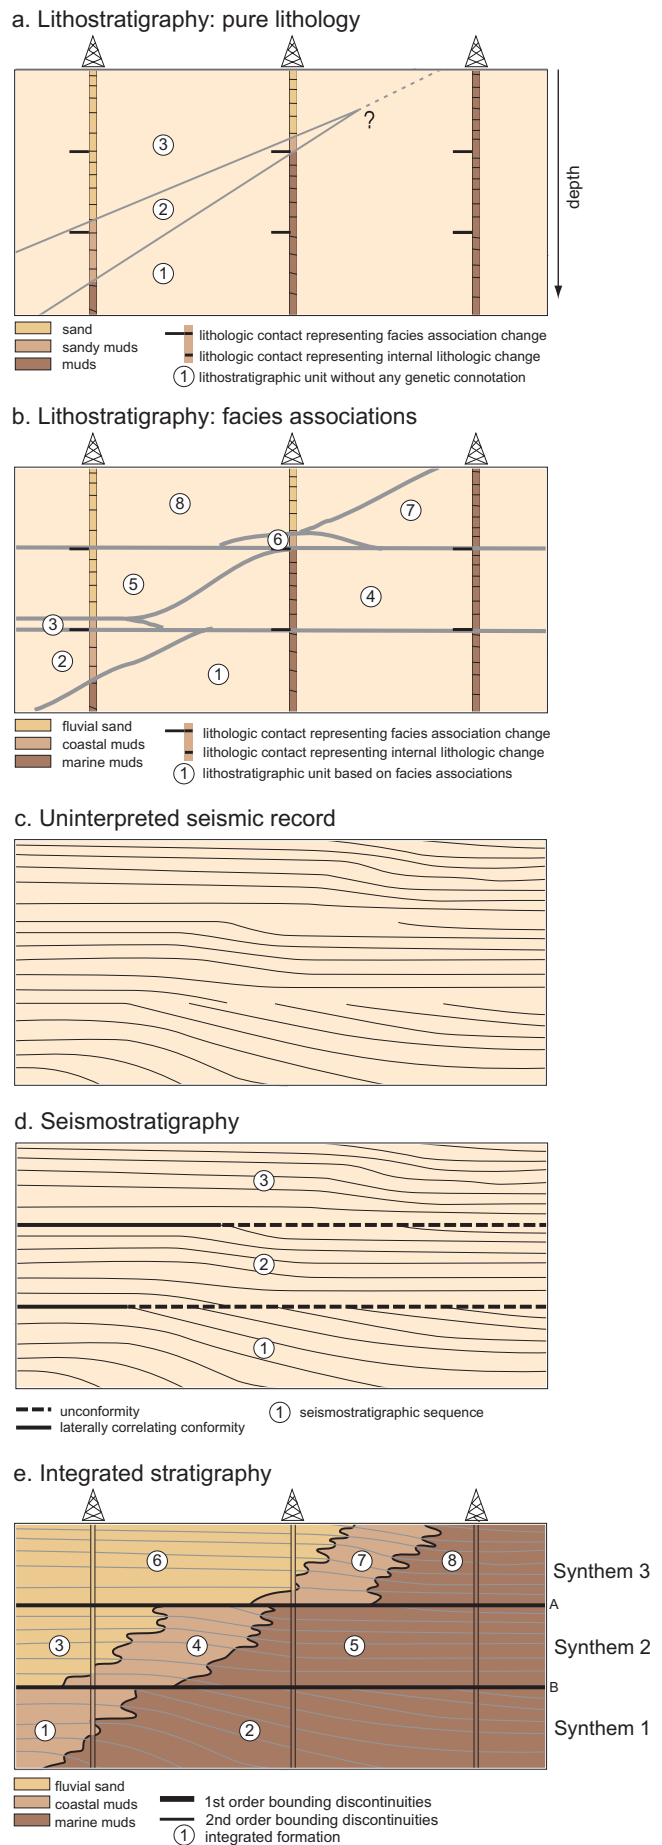 a. Lithostratigraphy: pure lithology
3
?
2
1
depth
sand
sandy muds
muds
lithologic contact representing facies association change
lithologic contact representing internal lithologic change
1 lithostratigraphic unit without any genetic connotation
b. Lithostratigraphy: facies associations
8
7
6
5
4
3
2
1
fluvial sand
coastal muds
marine muds
lithologic contact representing facies association change
lithologic contact representing internal lithologic change
1 lithostratigraphic unit based on facies associations
c. Uninterpreted seismic record
d. Seismostratigraphy
3
2
1
unconformity
laterally correlating conformity
1 seismostratigraphic sequence
e. Integrated stratigraphy
6 7 8
Synthem 3
A
3 4 5
Synthem 2
B
1 2
Synthem 1
fluvial sand
coastal muds
marine muds
1st order bounding discontinuities
2nd order bounding discontinuities
1 integrated formation